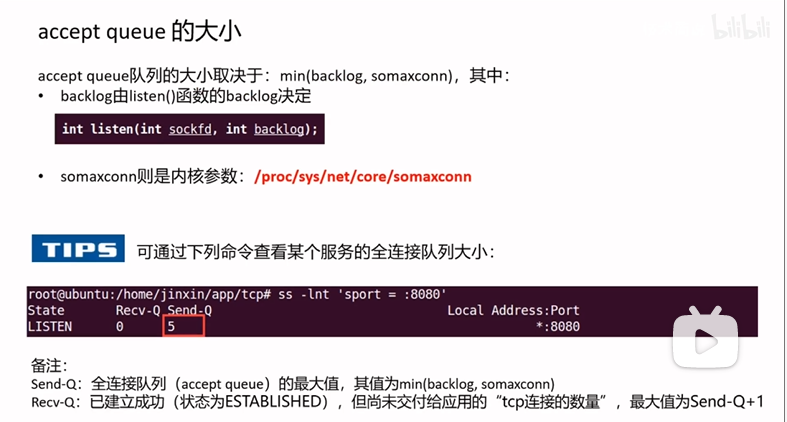 accept queue 的大小
bilibili
accept queue队列的大小取决于：min(backlog, somaxconn)，其中：
• backlog由listen()函数的backlog决定
int listen(int sockfd, int backlog);
• somaxconn则是内核参数：/proc/sys/net/core/somaxconn
TIPS 可通过下列命令查看某个服务的全连接队列大小：
root@ubuntu:/home/jinxin/app/tcp# ss -lnt 'sport = :8080'
State Recv-Q Send-Q Local Address:Port
LISTEN 0 5 *:8080
备注：
Send-Q：全连接队列（accept queue）的最大值，其值为min(backlog, somaxconn)
Recv-Q：已建立成功（状态为ESTABLISHED），但尚未交付给应用的“tcp连接的数量”，最大值为Send-Q+1